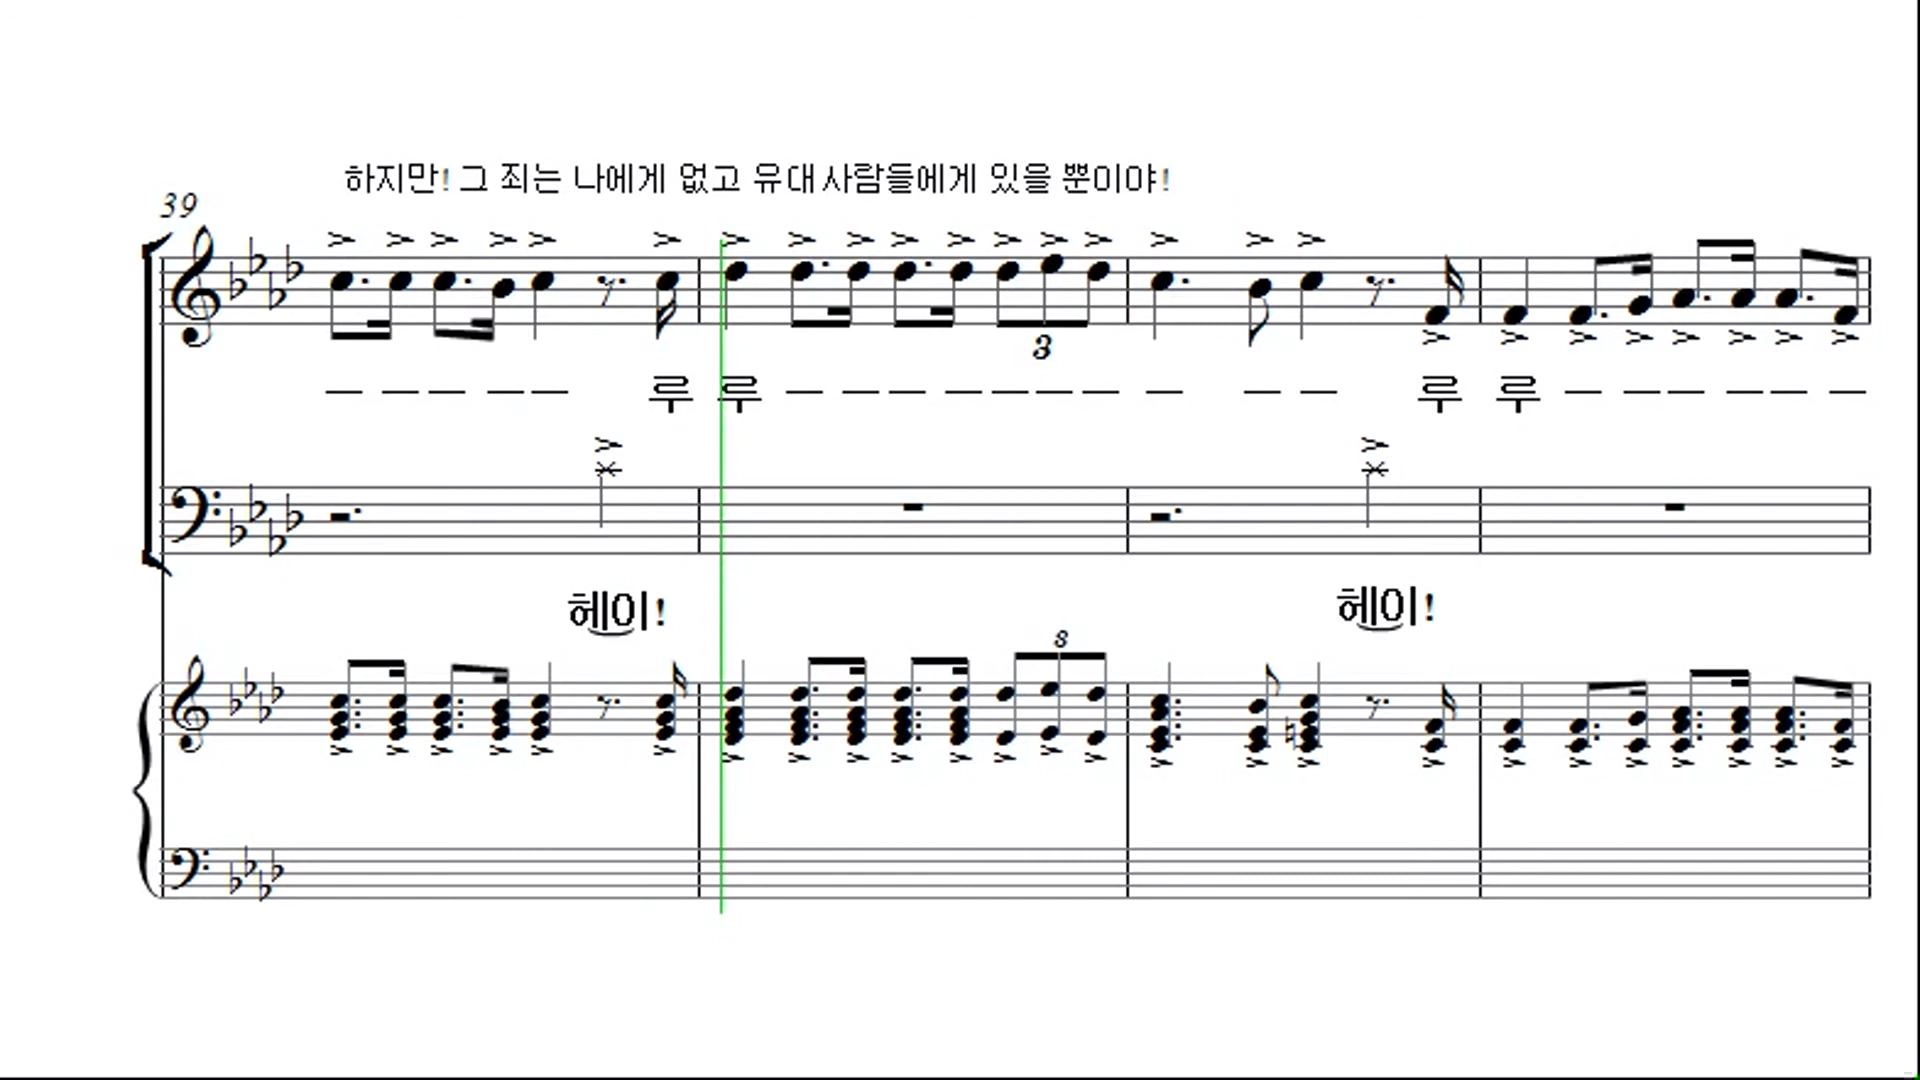 하지만! 그 죄는 나에게 없고 유대사람들에게 있을 뿐이야!
39
3
— — — — — 루 루 — — — — — — — — — — 루 루 — — — — — —
헤이! 헤이!
8